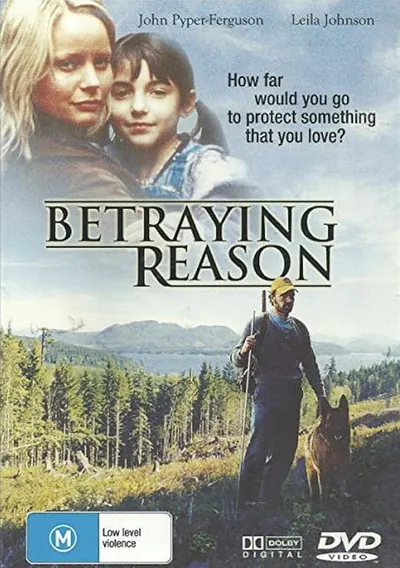 John Pyper-Ferguson Leila Johnson
How far
would you go
to protect something
that you love?
BETRAYING
REASON
M
Low level
violence
DOLBY
DIGITAL
DVD
VIDEO